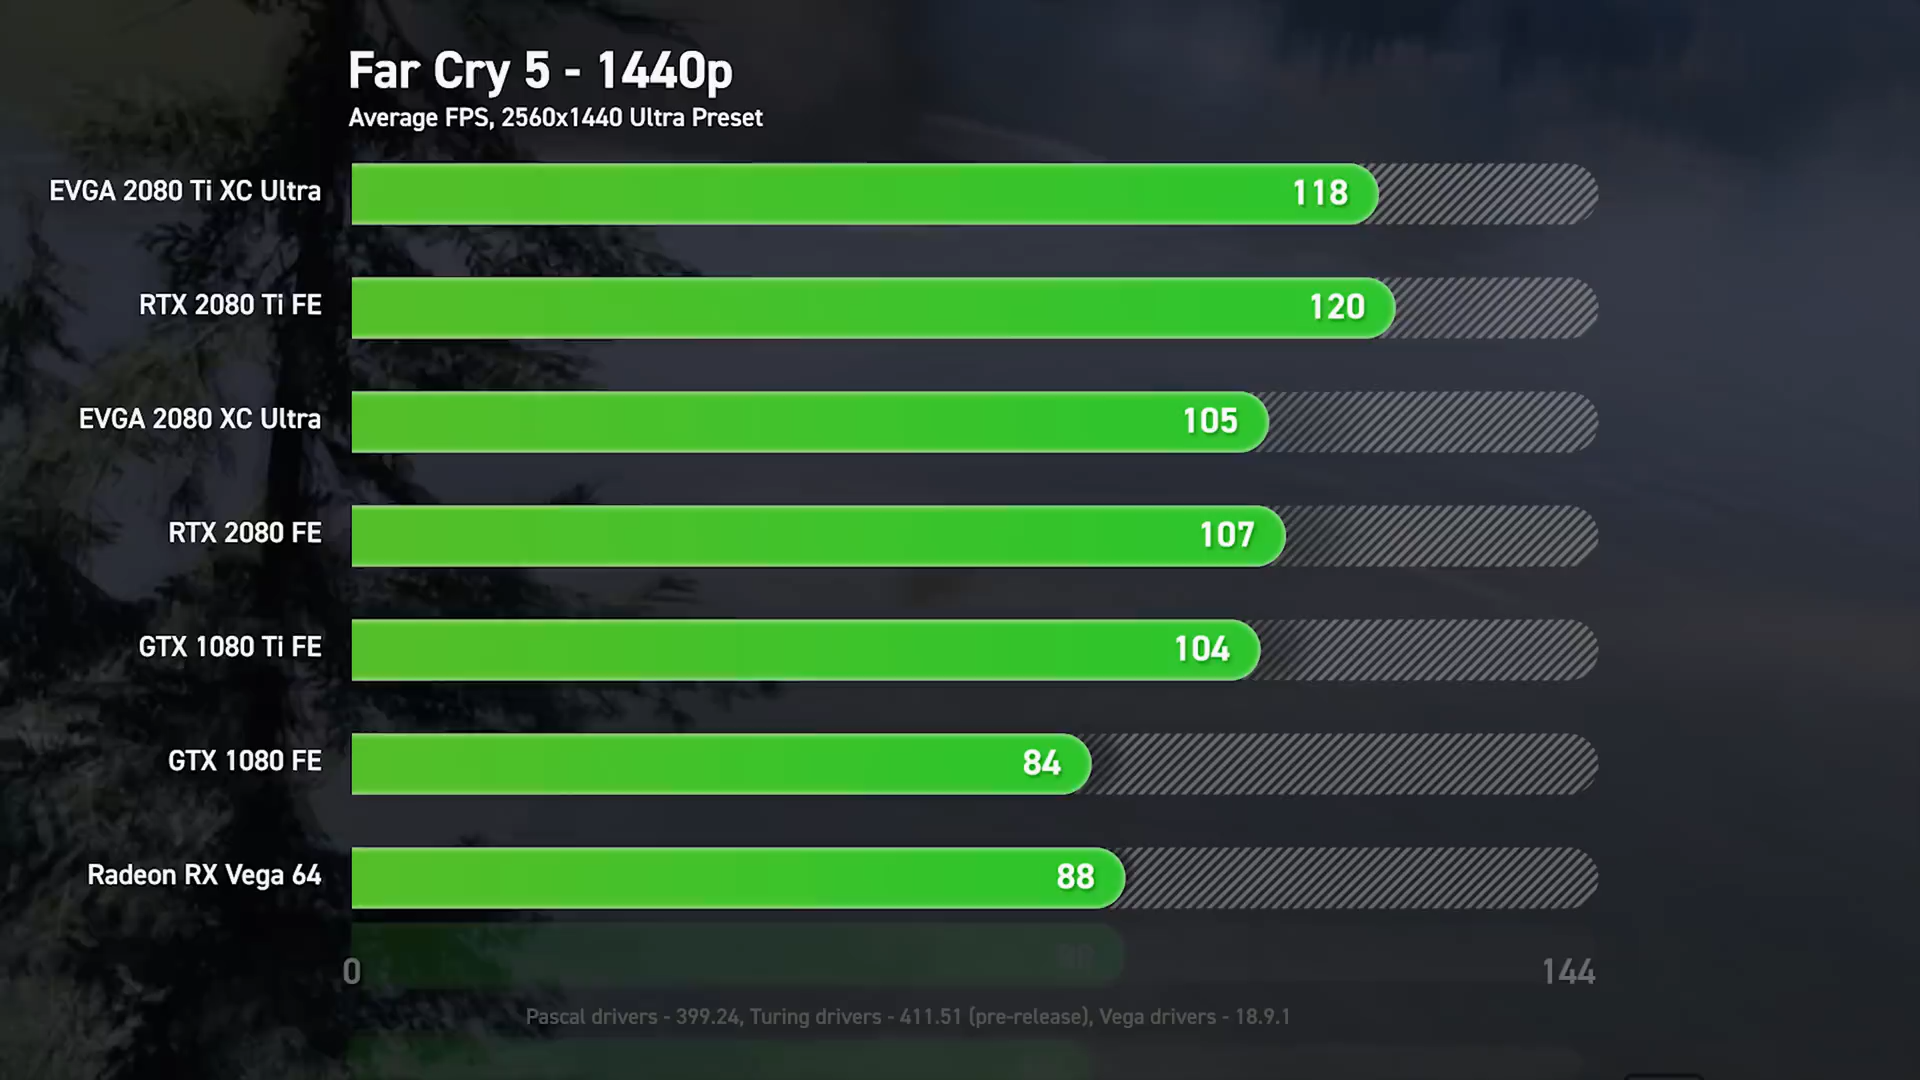 Far Cry 5 - 1440p
Average FPS, 2560x1440 Ultra Preset
EVGA 2080 Ti XC Ultra 118
RTX 2080 Ti FE 120
EVGA 2080 XC Ultra 105
RTX 2080 FE 107
GTX 1080 Ti FE 104
GTX 1080 FE 84
Radeon RX Vega 64 88
0 144
Pascal drivers - 399.24, Turing drivers - 411.51 (pre-release), Vega drivers - 18.9.1